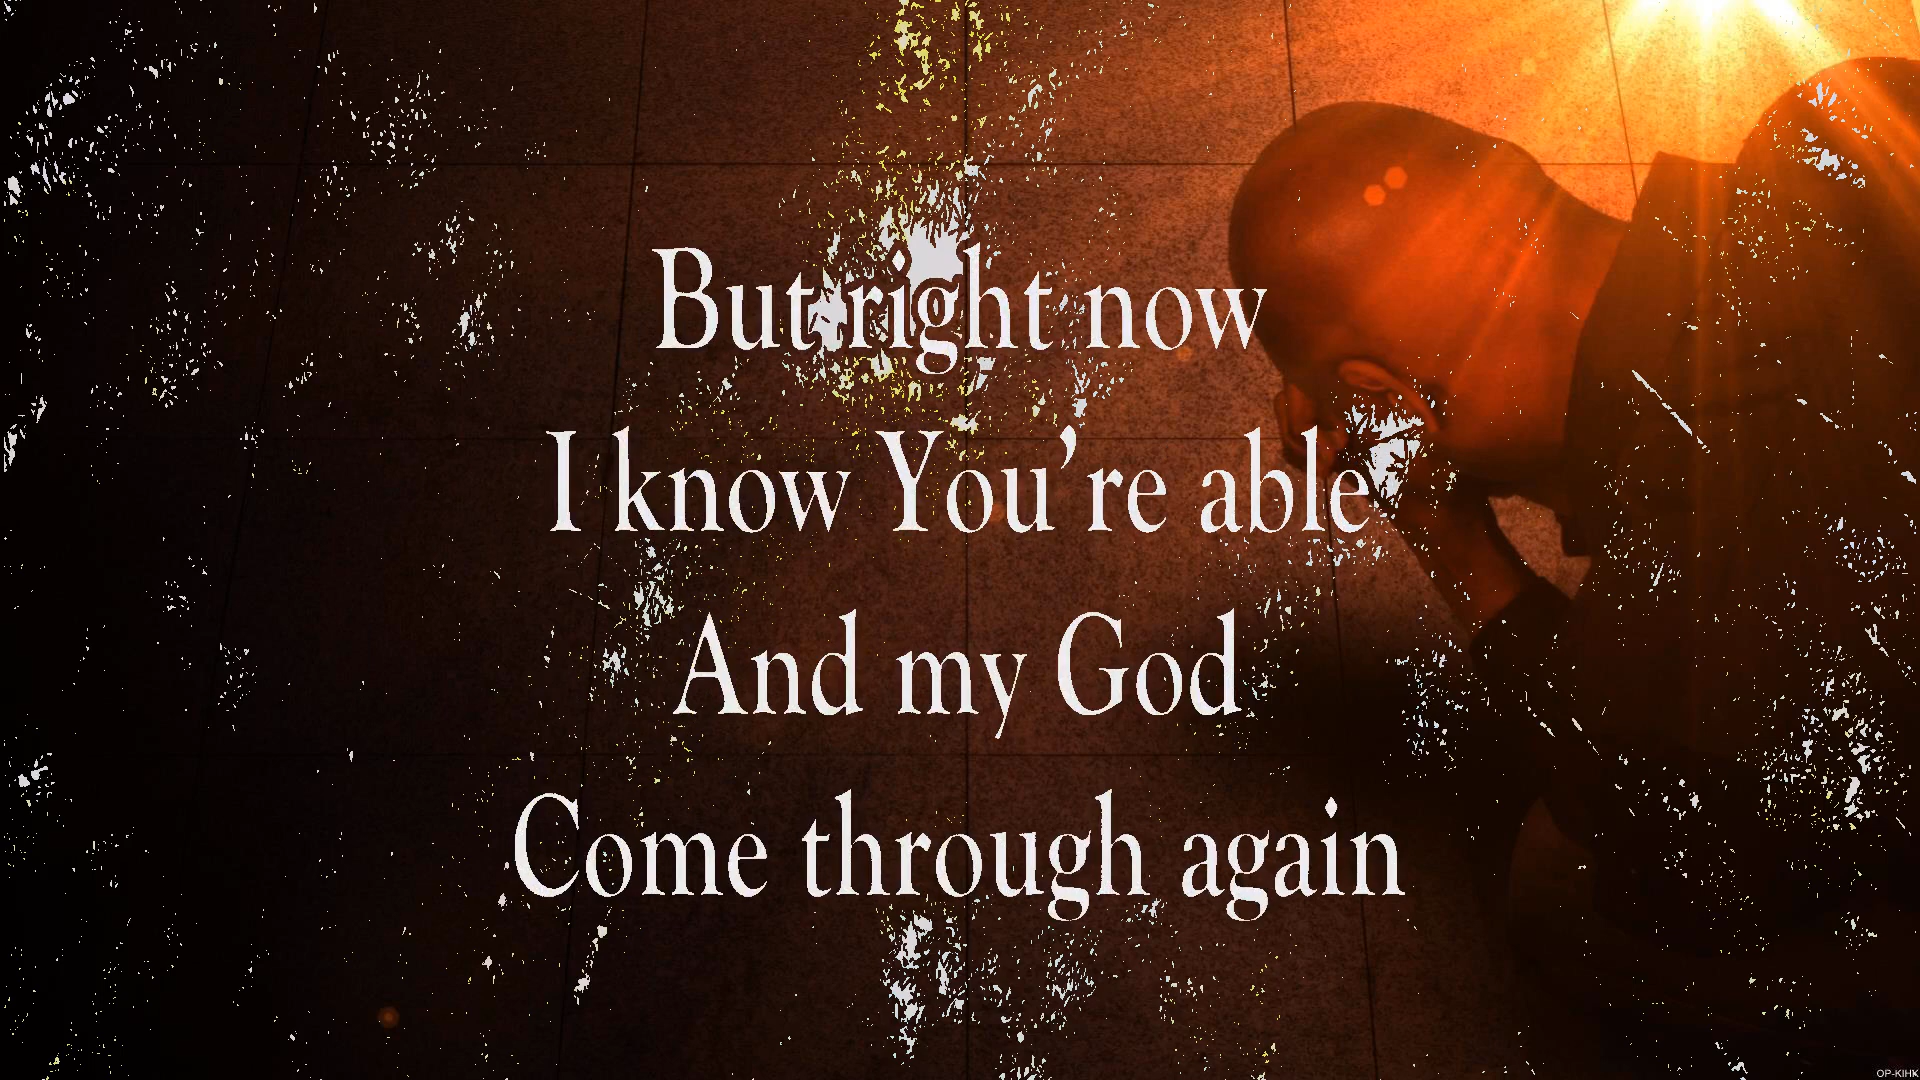 But right now
I know You’re able
And my God
Come through again
OP-KIHK